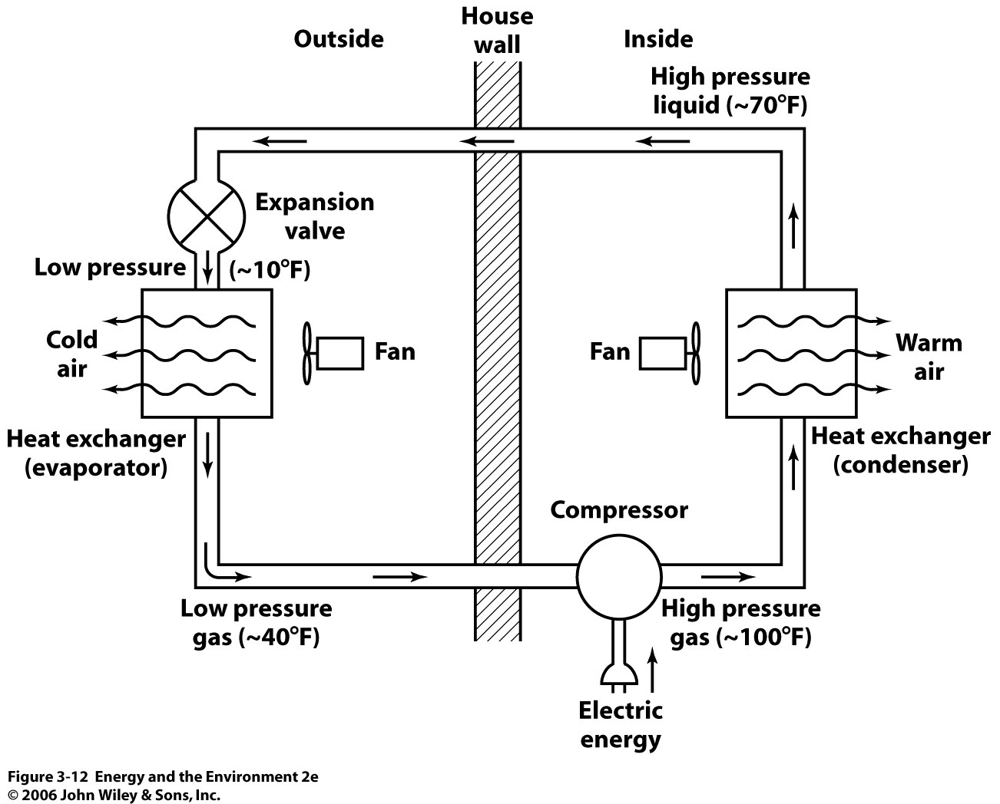 House
wall
Outside
Inside
High pressure
liquid (~70°F)
Expansion
valve
Low pressure
(~10°F)
Cold
air
Fan
Fan
Warm
air
Heat exchanger
(evaporator)
Heat exchanger
(condenser)
Compressor
Low pressure
gas (~40°F)
High pressure
gas (~100°F)
Electric
energy
Figure 3-12 Energy and the Environment 2e
© 2006 John Wiley & Sons, Inc.